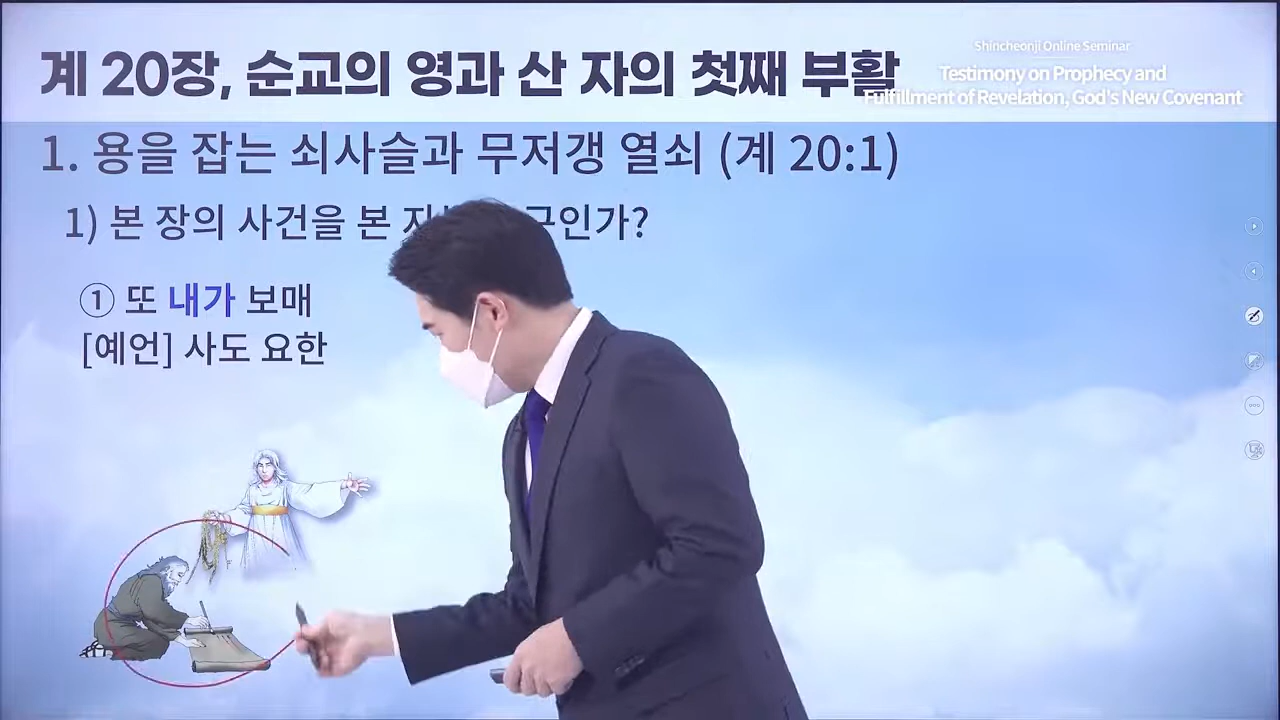 계 20장, 순교의 영과 산 자의 첫째 부활
Shincheonji Online Seminar
Testimony on Prophecy and
Fulfillment of Revelation, God's New Covenant
1. 용을 잡는 쇠사슬과 무저갱 열쇠 (계 20:1)
1) 본 장의 사건을 본 구인가?
① 또 내가 보매
[예언] 사도 요한